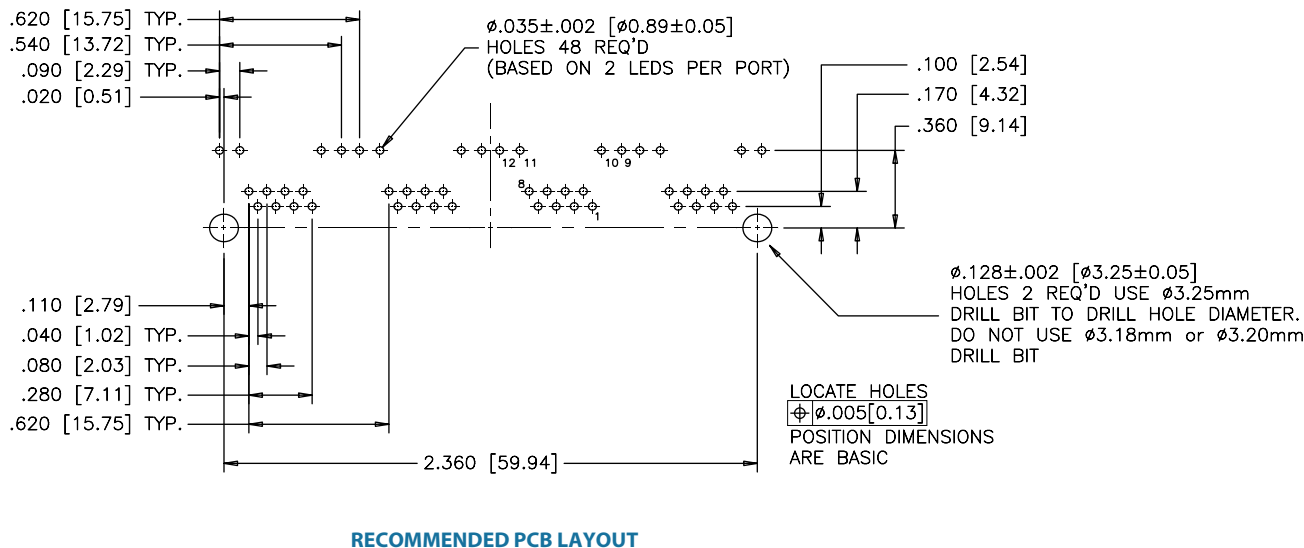 .620 [15.75] TYP.
.540 [13.72] TYP.
.090 [2.29] TYP.
.020 [0.51]
ø.035±.002 [ø0.89±0.05]
HOLES 48 REQ'D
(BASED ON 2 LEDS PER PORT)
.100 [2.54]
.170 [4.32]
.360 [9.14]
12 11
10 9
8
1
.110 [2.79]
.040 [1.02] TYP.
.080 [2.03] TYP.
.280 [7.11] TYP.
.620 [15.75] TYP.
2.360 [59.94]
ø.128±.002 [ø3.25±0.05]
HOLES 2 REQ'D USE ø3.25mm
DRILL BIT TO DRILL HOLE DIAMETER.
DO NOT USE ø3.18mm or ø3.20mm
DRILL BIT
LOCATE HOLES
⌖ ø.005[0.13]
POSITION DIMENSIONS
ARE BASIC
RECOMMENDED PCB LAYOUT